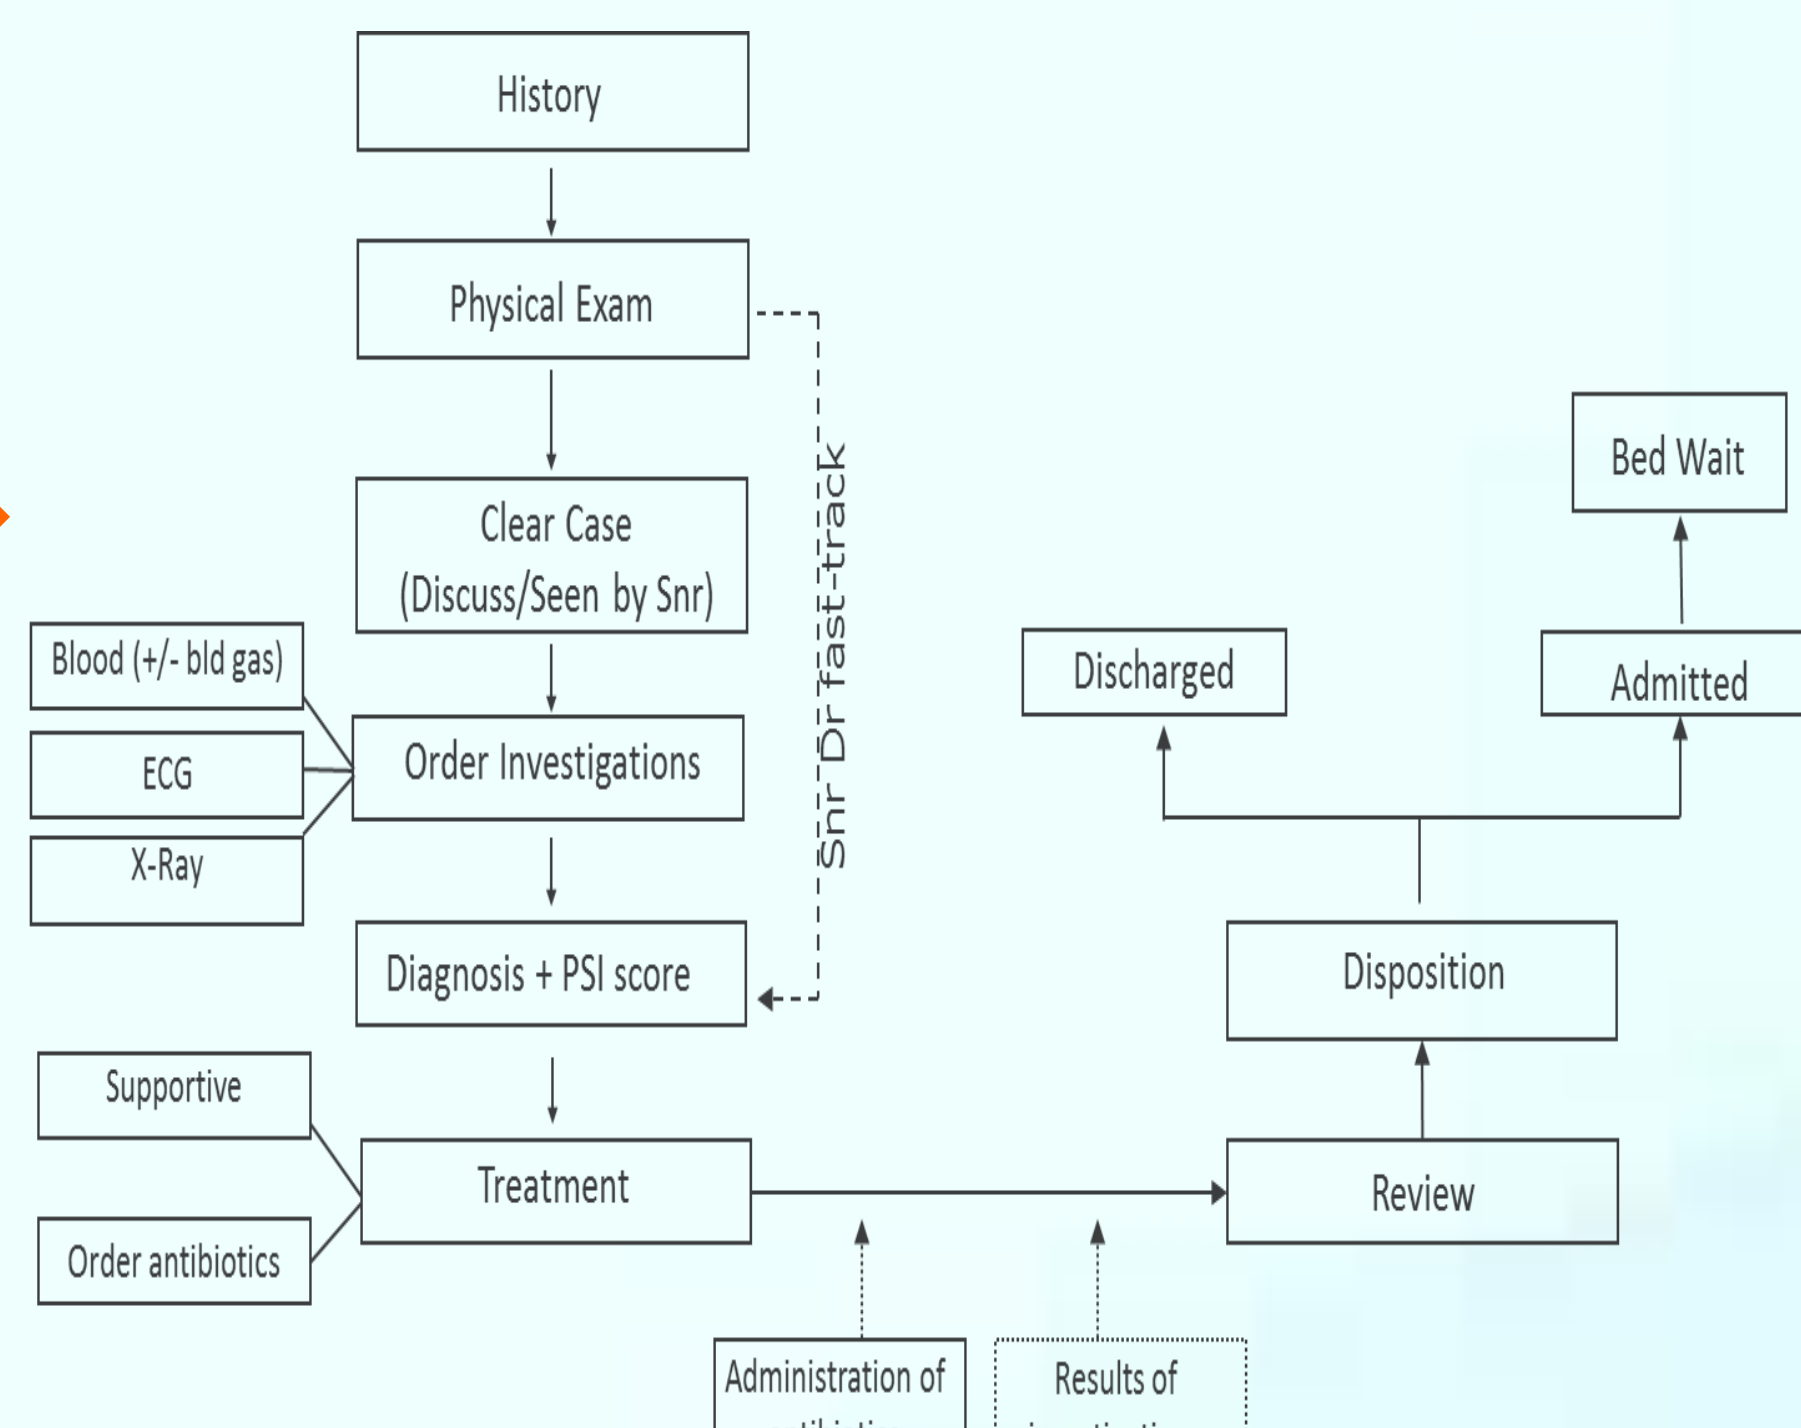 History
Physical Exam
Clear Case
(Discuss/Seen by Snr)
Snr Dr fast-track
Blood (+/- bld gas)
ECG
X-Ray
Order Investigations
Diagnosis + PSI score
Supportive
Order antibiotics
Treatment
Administration of
Results of
Review
Disposition
Discharged
Admitted
Bed Wait